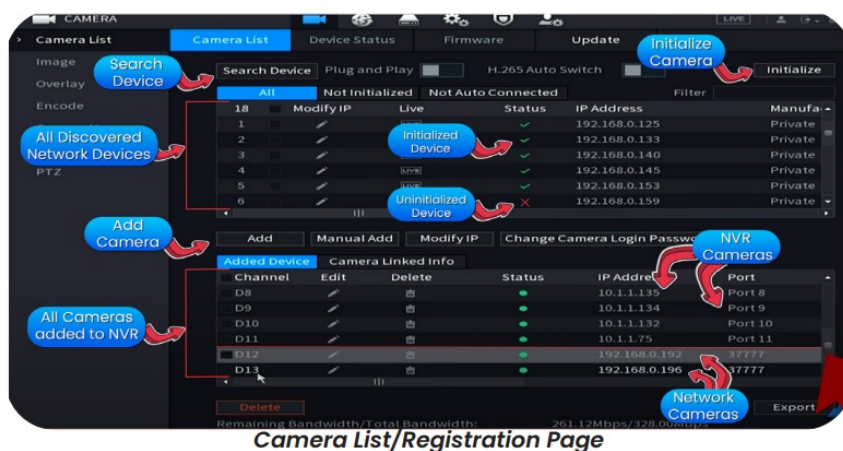 CAMERA LIVE
Camera List Camera List Device Status Firmware Update
Initialize Camera
Image
Search Device
Search Device Plug and Play H.265 Auto Switch Initialize
Overlay
All Not Initialized Not Auto Connected Filter
Encode
18 Modify IP Live Status IP Address Manufa
1 192.168.0.125 Private
All Discovered Network Devices
2 192.168.0.133 Private
Initialized Device
3 192.168.0.140 Private
PTZ
4 LIVE 192.168.0.145 Private
5 LIVE 192.168.0.153 Private
Uninitialized Device
6 192.168.0.159 Private
Add Camera
Add Manual Add Modify IP Change Camera Login Passwo
NVR Cameras
Added Device Camera Linked Info
Channel Edit Delete Status IP Addre Port
D8 10.1.1.135 Port 8
D9 10.1.1.134 Port 9
All Cameras added to NVR
D10 10.1.1.132 Port 10
D11 10.1.1.75 Port 11
D12 192.168.0.192 37777
D13 192.168.0.196 37777
Network Cameras
Delete Export
Remaining Bandwidth/Total Bandwidth: 261.12Mbps/328.00Mbps
Camera List/Registration Page